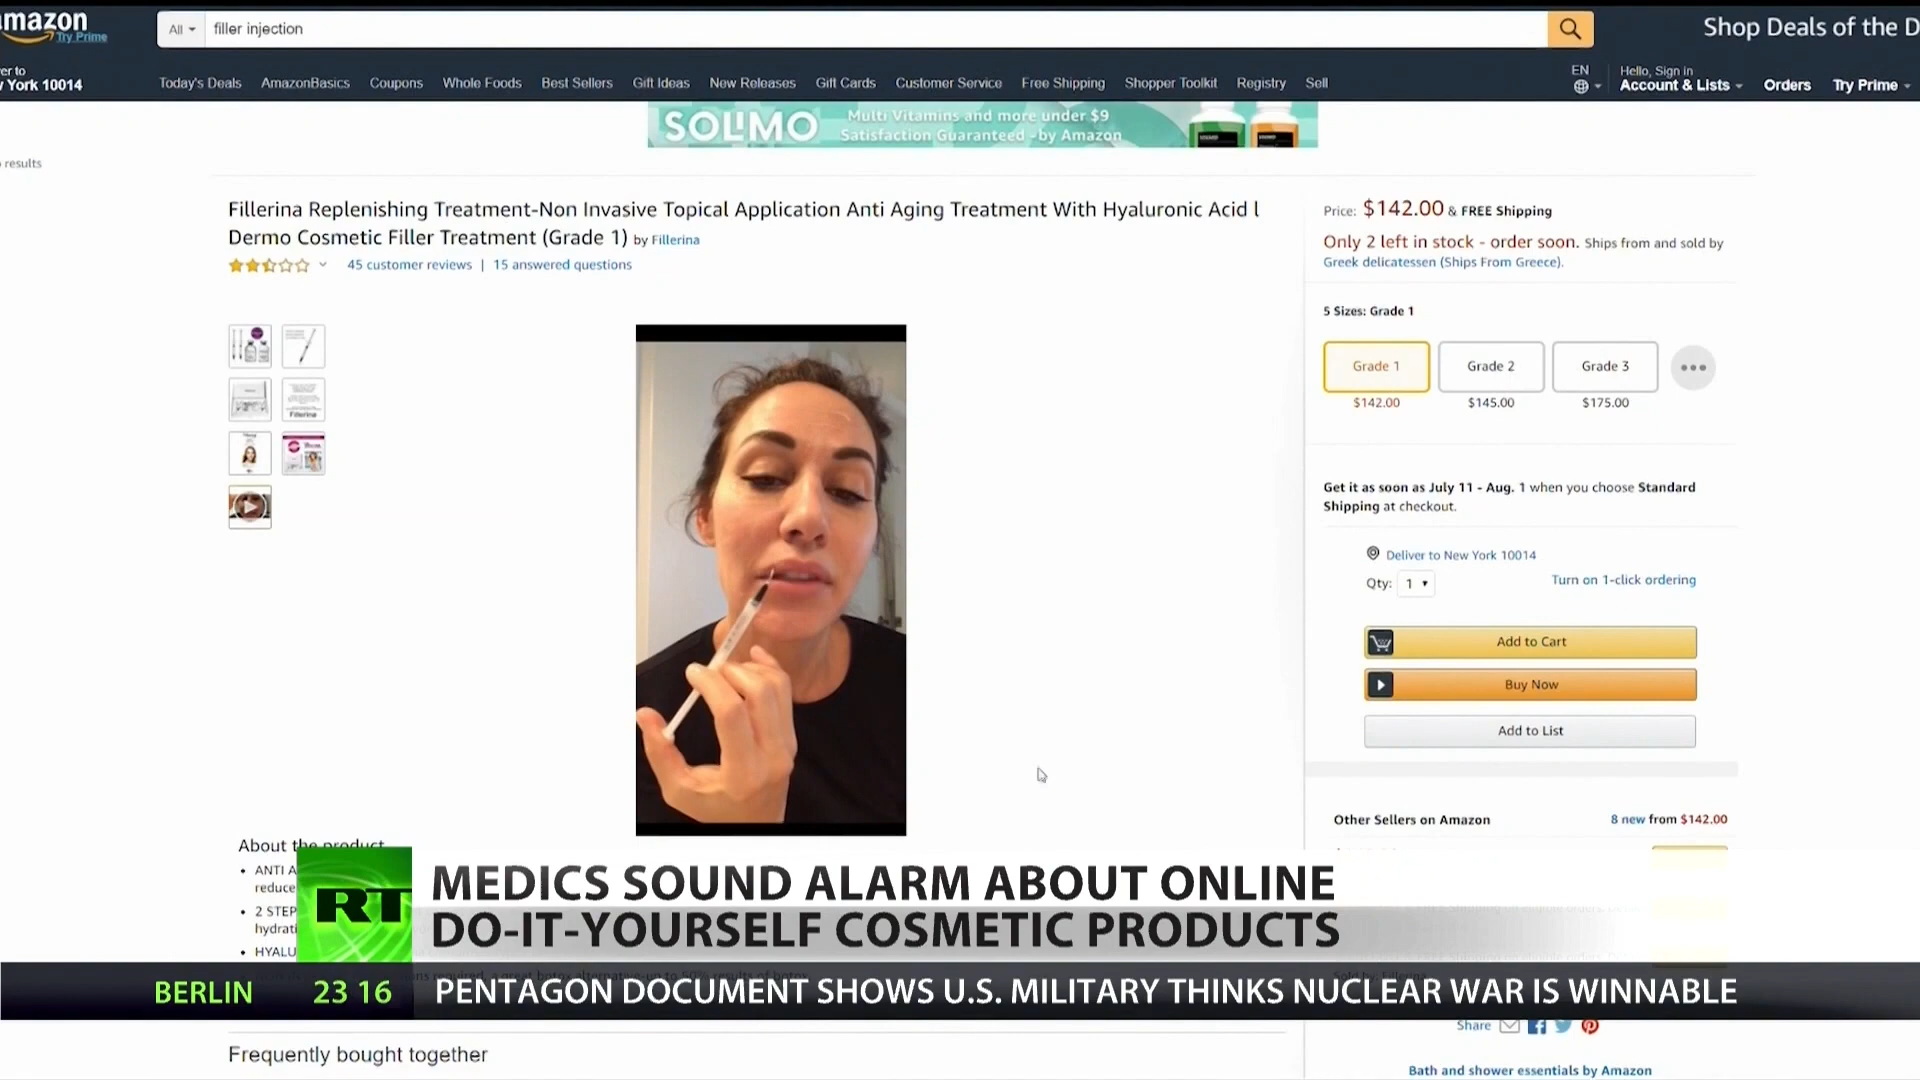 amazon
Try Prime
All
filler injection
Shop Deals of the D
er to
York 10014
Today's Deals AmazonBasics Coupons Whole Foods Best Sellers Gift Ideas New Releases Gift Cards Customer Service Free Shipping Shopper Toolkit Registry Sell
EN
Hello, Sign in
Account & Lists
Orders
Try Prime
SOLIMO
Multi Vitamins and more under $9
Satisfaction Guaranteed -by Amazon
results
Fillerina Replenishing Treatment-Non Invasive Topical Application Anti Aging Treatment With Hyaluronic Acid l
Dermo Cosmetic Filler Treatment (Grade 1) by Fillerina
45 customer reviews | 15 answered questions
Price: $142.00 & FREE Shipping
Only 2 left in stock - order soon. Ships from and sold by
Greek delicatessen (Ships From Greece).
5 Sizes: Grade 1
Grade 1 Grade 2 Grade 3
$142.00 $145.00 $175.00
Get it as soon as July 11 - Aug. 1 when you choose Standard
Shipping at checkout.
Deliver to New York 10014
Qty: 1
Turn on 1-click ordering
Add to Cart
Buy Now
Add to List
Other Sellers on Amazon
8 new from $142.00
About the product
• ANTI A
reduce
• 2 STEP
hydrati
• HYALU
RT
MEDICS SOUND ALARM ABOUT ONLINE
DO-IT-YOURSELF COSMETIC PRODUCTS
BERLIN 23 16
PENTAGON DOCUMENT SHOWS U.S. MILITARY THINKS NUCLEAR WAR IS WINNABLE
Share
Frequently bought together
Bath and shower essentials by Amazon